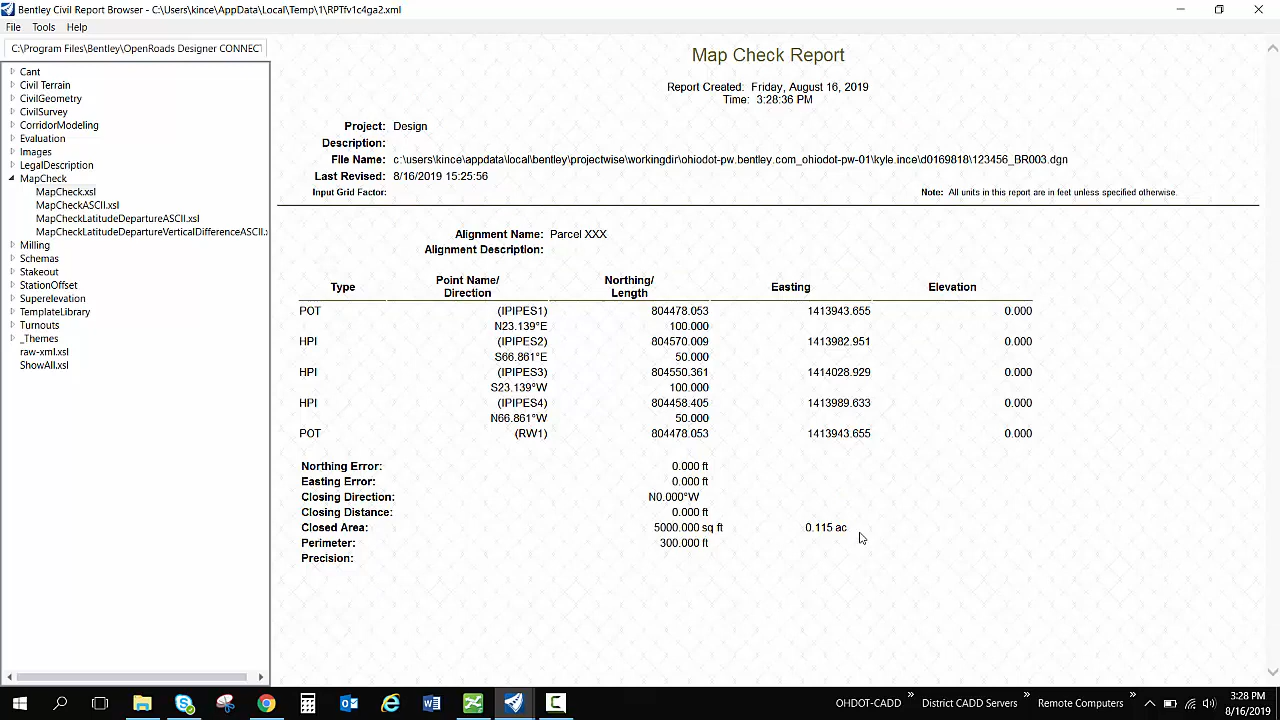 Bentley Civil Report Browser - C:\Users\kince\AppData\Local\Temp\1\RPTfv1c4ga2.xml
File Tools Help
C:\Program Files\Bentley\OpenRoads Designer CONNECT
Cant
Civil Terrain
CivilGeometry
CivilSurvey
CorridorModeling
Evaluation
Images
LegalDescription
MapCheck
MapCheck.xsl
MapCheckASCII.xsl
MapCheckLatitudeDepartureASCII.xsl
MapCheckLatitudeDepartureVerticalDifferenceASCII.
Milling
Schemas
Stakeout
StationOffset
Superelevation
TemplateLibrary
Turnouts
_Themes
raw-xml.xsl
ShowAll.xsl
Map Check Report
Report Created: Friday, August 16, 2019
Time: 3:28:36 PM
Project: Design
Description:
File Name: c:\users\kince\appdata\local\bentley\projectwise\workingdir\ohiodot-pw.bentley.com_ohiodot-pw-01\kyle.ince\d0169818\123456_BR003.dgn
Last Revised: 8/16/2019 15:25:56
Input Grid Factor: Note: All units in this report are in feet unless specified otherwise.
Alignment Name: Parcel XXX
Alignment Description:
Type Point Name/ Direction Northing/ Length Easting Elevation
POT (IPIPES1) 804478.053 1413943.655 0.000
N23.139°E 100.000
HPI (IPIPES2) 804570.009 1413982.951 0.000
S66.861°E 50.000
HPI (IPIPES3) 804550.361 1414028.929 0.000
S23.139°W 100.000
HPI (IPIPES4) 804458.405 1413989.633 0.000
N66.861°W 50.000
POT (RW1) 804478.053 1413943.655 0.000
Northing Error: 0.000 ft
Easting Error: 0.000 ft
Closing Direction: N0.000°W
Closing Distance: 0.000 ft
Closed Area: 5000.000 sq ft 0.115 ac
Perimeter: 300.000 ft
Precision:
OHDOT-CADD » District CADD Servers » Remote Computers »
3:28 PM
8/16/2019